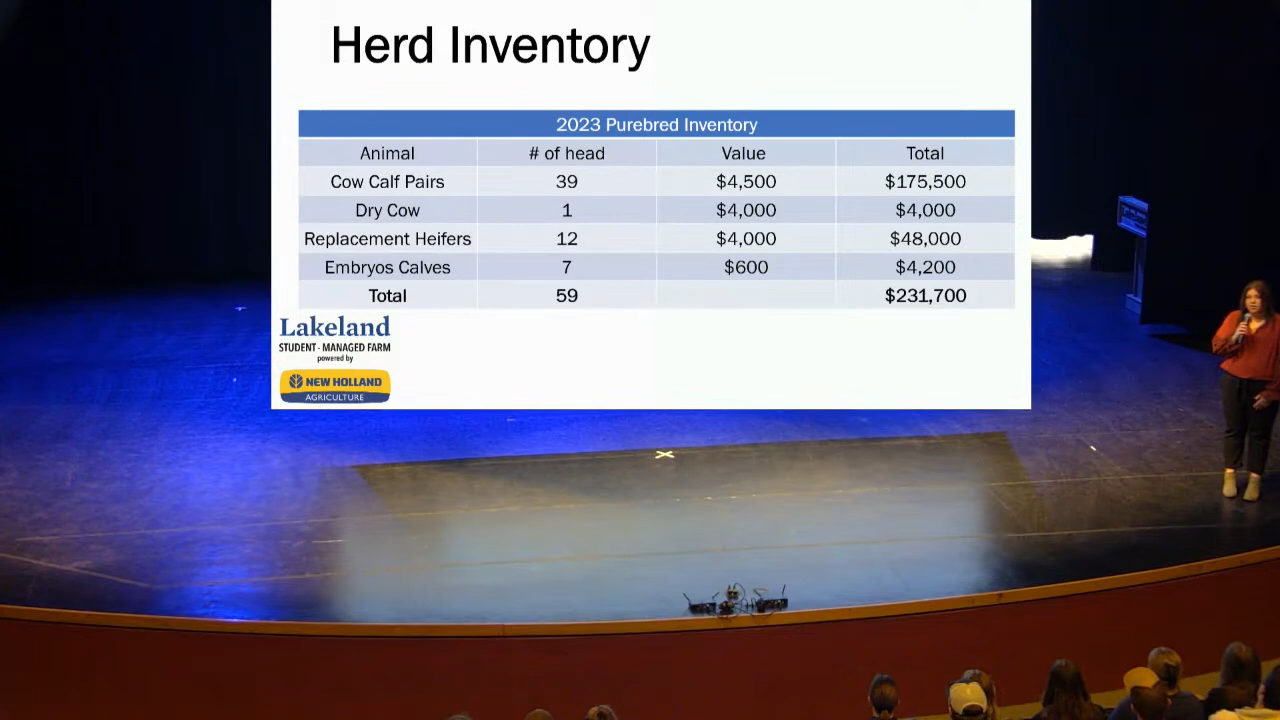 Herd Inventory
2023 Purebred Inventory
Animal # of head Value Total
Cow Calf Pairs 39 $4,500 $175,500
Dry Cow 1 $4,000 $4,000
Replacement Heifers 12 $4,000 $48,000
Embryos Calves 7 $600 $4,200
Total 59 $231,700
Lakeland
STUDENT - MANAGED FARM
powered by
NEW HOLLAND
AGRICULTURE